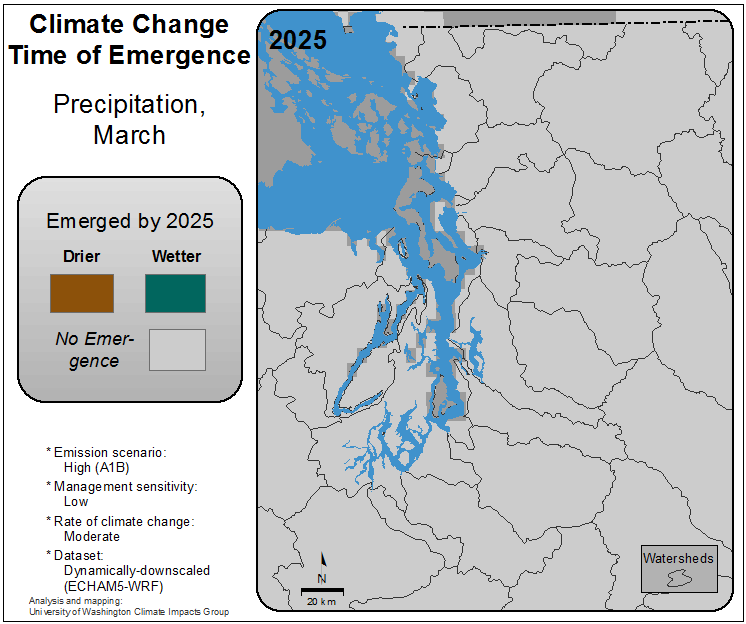 Climate Change
Time of Emergence
Precipitation,
March
Emerged by 2025
Drier
Wetter
No Emer-
gence
* Emission scenario:
High (A1B)
* Management sensitivity:
Low
* Rate of climate change:
Moderate
* Dataset:
Dynamically-downscaled
(ECHAM5-WRF)
Analysis and mapping:
University of Washington Climate Impacts Group
2025
N
20 km
Watersheds